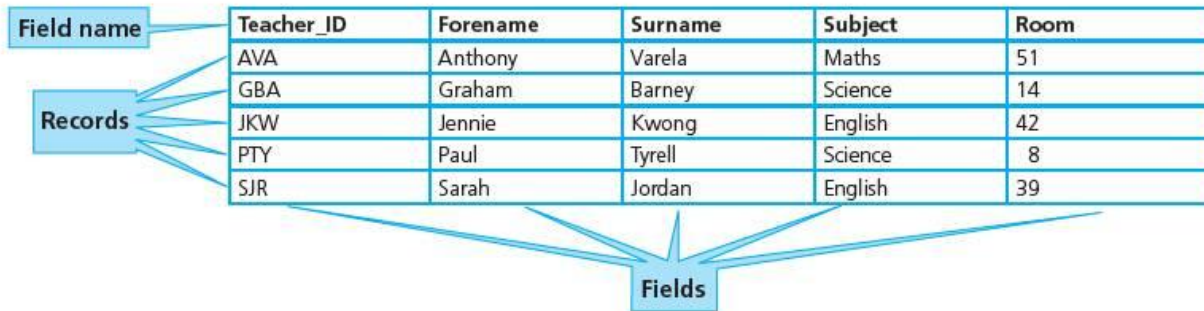 Field name
Teacher_ID Forename Surname Subject Room
AVA Anthony Varela Maths 51
GBA Graham Barney Science 14
Records
JKW Jennie Kwong English 42
PTY Paul Tyrell Science 8
SJR Sarah Jordan English 39
Fields